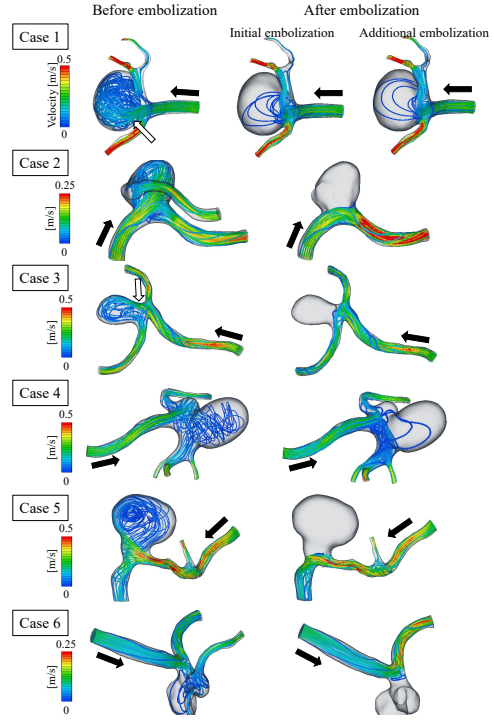 Before embolization
After embolization
Initial embolization
Additional embolization
Case 1
0.5
Velocity [m/s]
0
Case 2
0.25
[m/s]
0
Case 3
0.5
[m/s]
0
Case 4
0.5
[m/s]
0
Case 5
0.5
[m/s]
0
Case 6
0.25
[m/s]
0